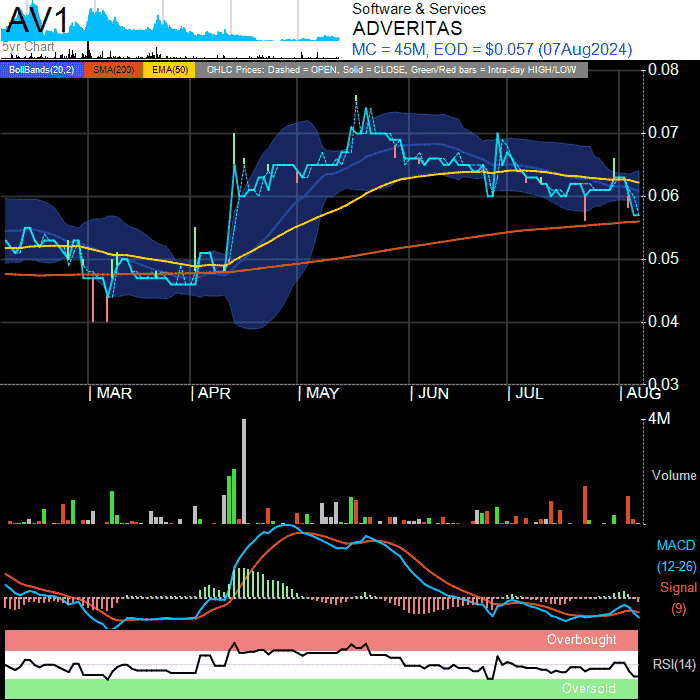 AV1
5yr Chart
Software & Services
ADVERITAS
MC = 45M, EOD = $0.057 (07Aug2024)
BollBands(20,2) SMA(200) EMA(50) OHLC Prices: Dashed = OPEN, Solid = CLOSE, Green/Red bars = Intra-day HIGH/LOW
0.08
0.07
0.06
0.05
0.04
0.03
MAR APR MAY JUN JUL AUG
4M
Volume
MACD
(12-26)
Signal
(9)
Overbought
RSI(14)
Oversold